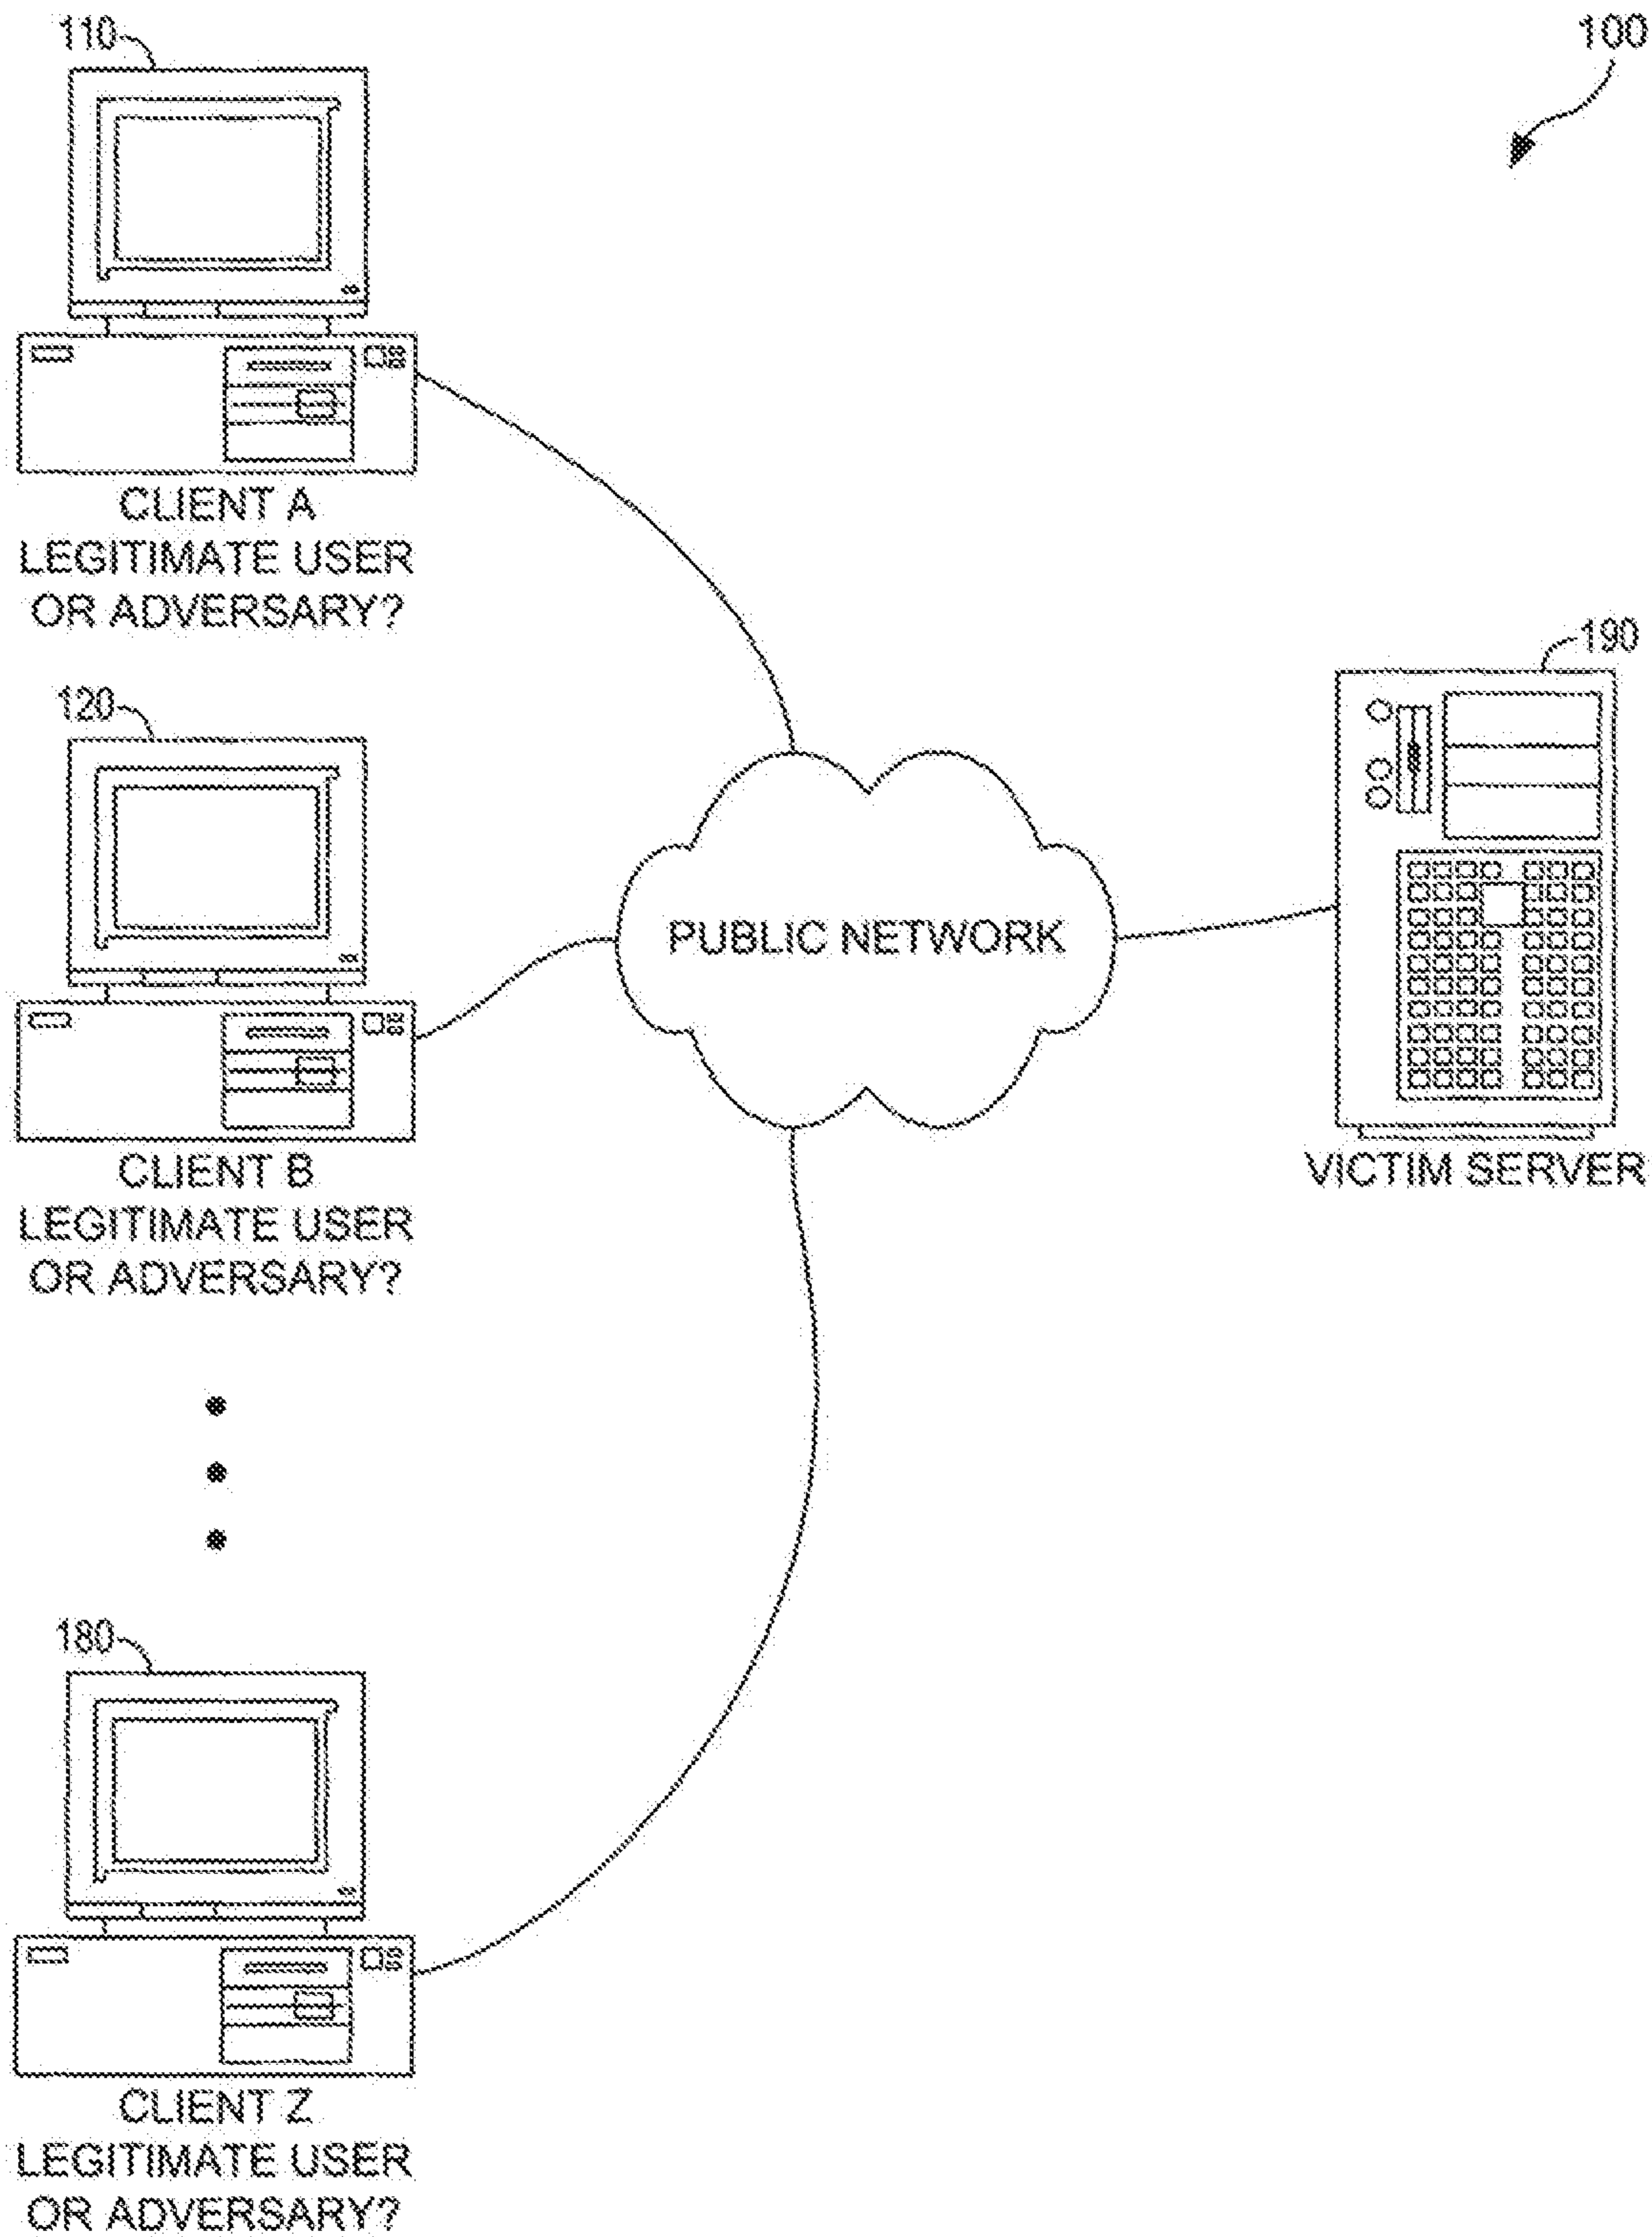 110
100
CLIENT A
LEGITIMATE USER
OR ADVERSARY?
190
120
PUBLIC NETWORK
VICTIM SERVER
CLIENT B
LEGITIMATE USER
OR ADVERSARY?
180
CLIENT Z
LEGITIMATE USER
OR ADVERSARY?